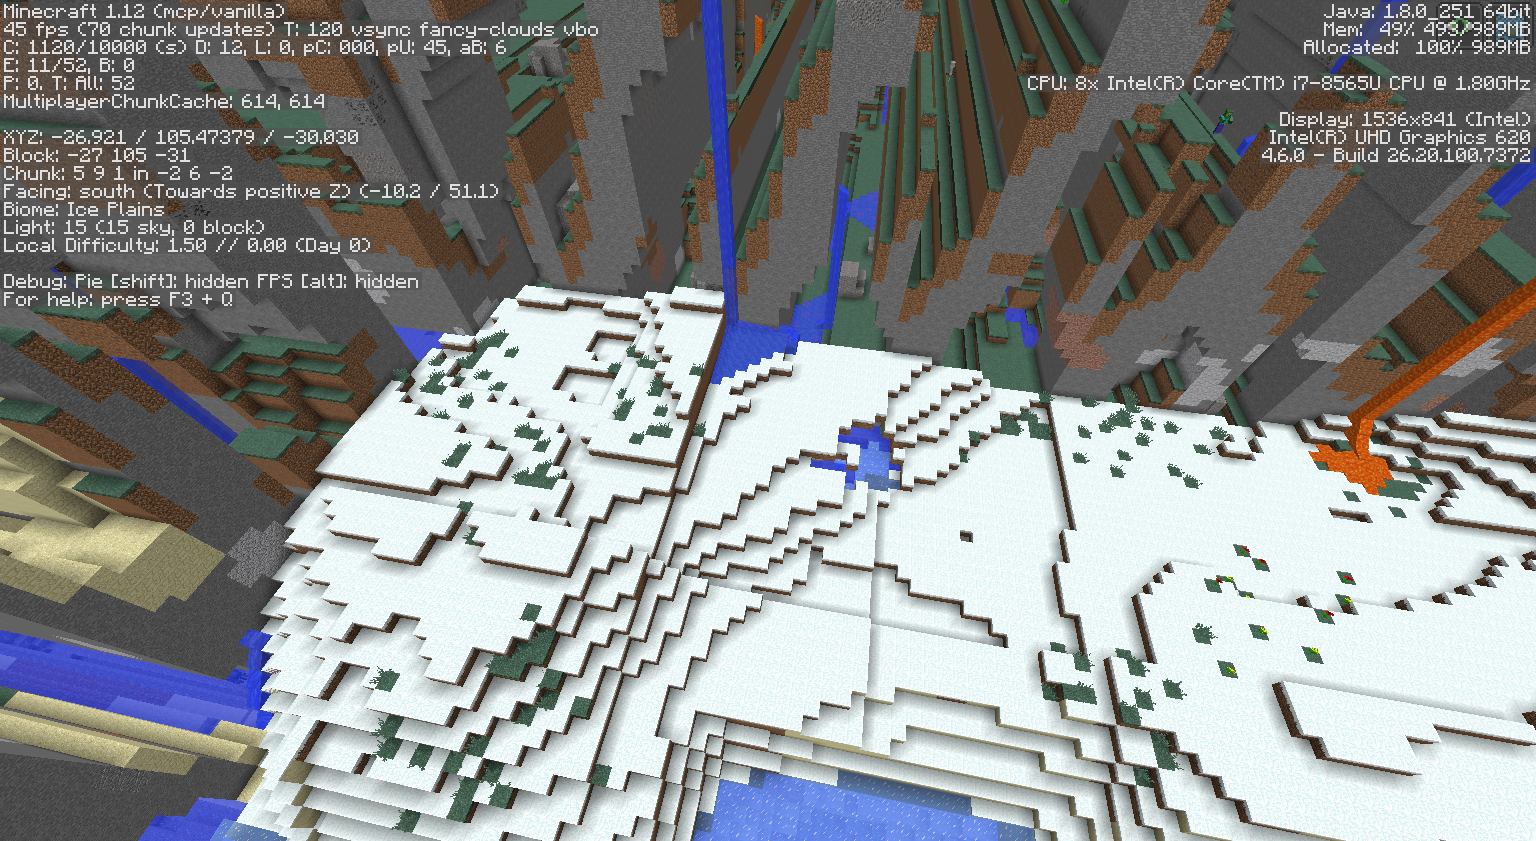 Minecraft 1.12 (mcp/vanilla)
45 fps (70 chunk updates) T: 120 vsync fancy-clouds vbo
C: 1120/10000 (s) D: 12, L: 0, pC: 000, pU: 45, aB: 6
E: 11/52, B: 0
P: 0. T: All: 52
MultiplayerChunkCache: 614, 614
XYZ: -26.921 / 105.47379 / -30.030
Block: -27 105 -31
Chunk: 5 9 1 in -2 6 -2
Facing: south (Towards positive Z) (-10.2 / 51.1)
Biome: Ice Plains
Light: 15 (15 sky, 0 block)
Local Difficulty: 1.50 // 0.00 (Day 0)
Debug: Pie [shift]: hidden FPS [alt]: hidden
For help: press F3 + Q
Java: 1.8.0_251 64bit
Mem: 49% 493/989MB
Allocated: 100% 989MB
CPU: 8x Intel(R) Core(TM) i7-8565U CPU @ 1.80GHz
Display: 1536x841 (Intel)
Intel(R) UHD Graphics 620
4.6.0 - Build 26.20.100.7372